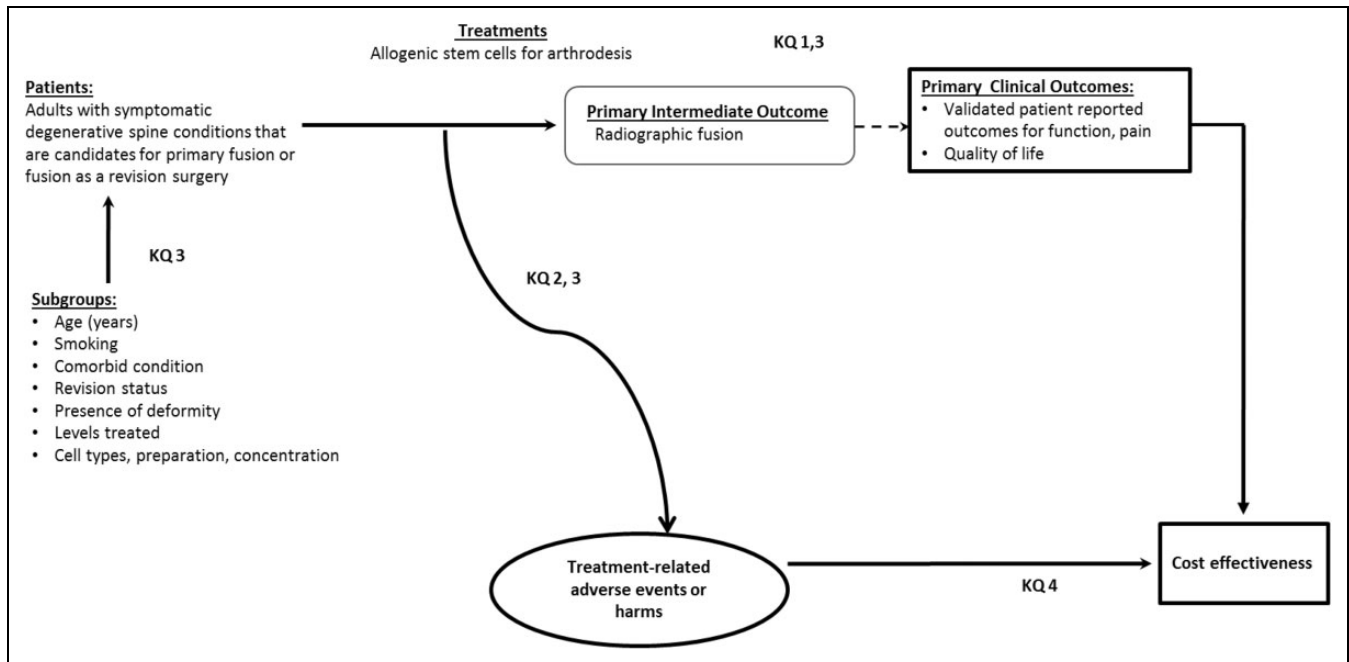 Treatments
Allogenic stem cells for arthrodesis
KQ 1,3
Patients:
Adults with symptomatic
degenerative spine conditions that
are candidates for primary fusion or
fusion as a revision surgery
Primary Intermediate Outcome
Radiographic fusion
Primary Clinical Outcomes:
• Validated patient reported
outcomes for function, pain
• Quality of life
KQ 3
KQ 2, 3
Subgroups:
• Age (years)
• Smoking
• Comorbid condition
• Revision status
• Presence of deformity
• Levels treated
• Cell types, preparation, concentration
Treatment-related
adverse events or
harms
KQ 4
Cost effectiveness